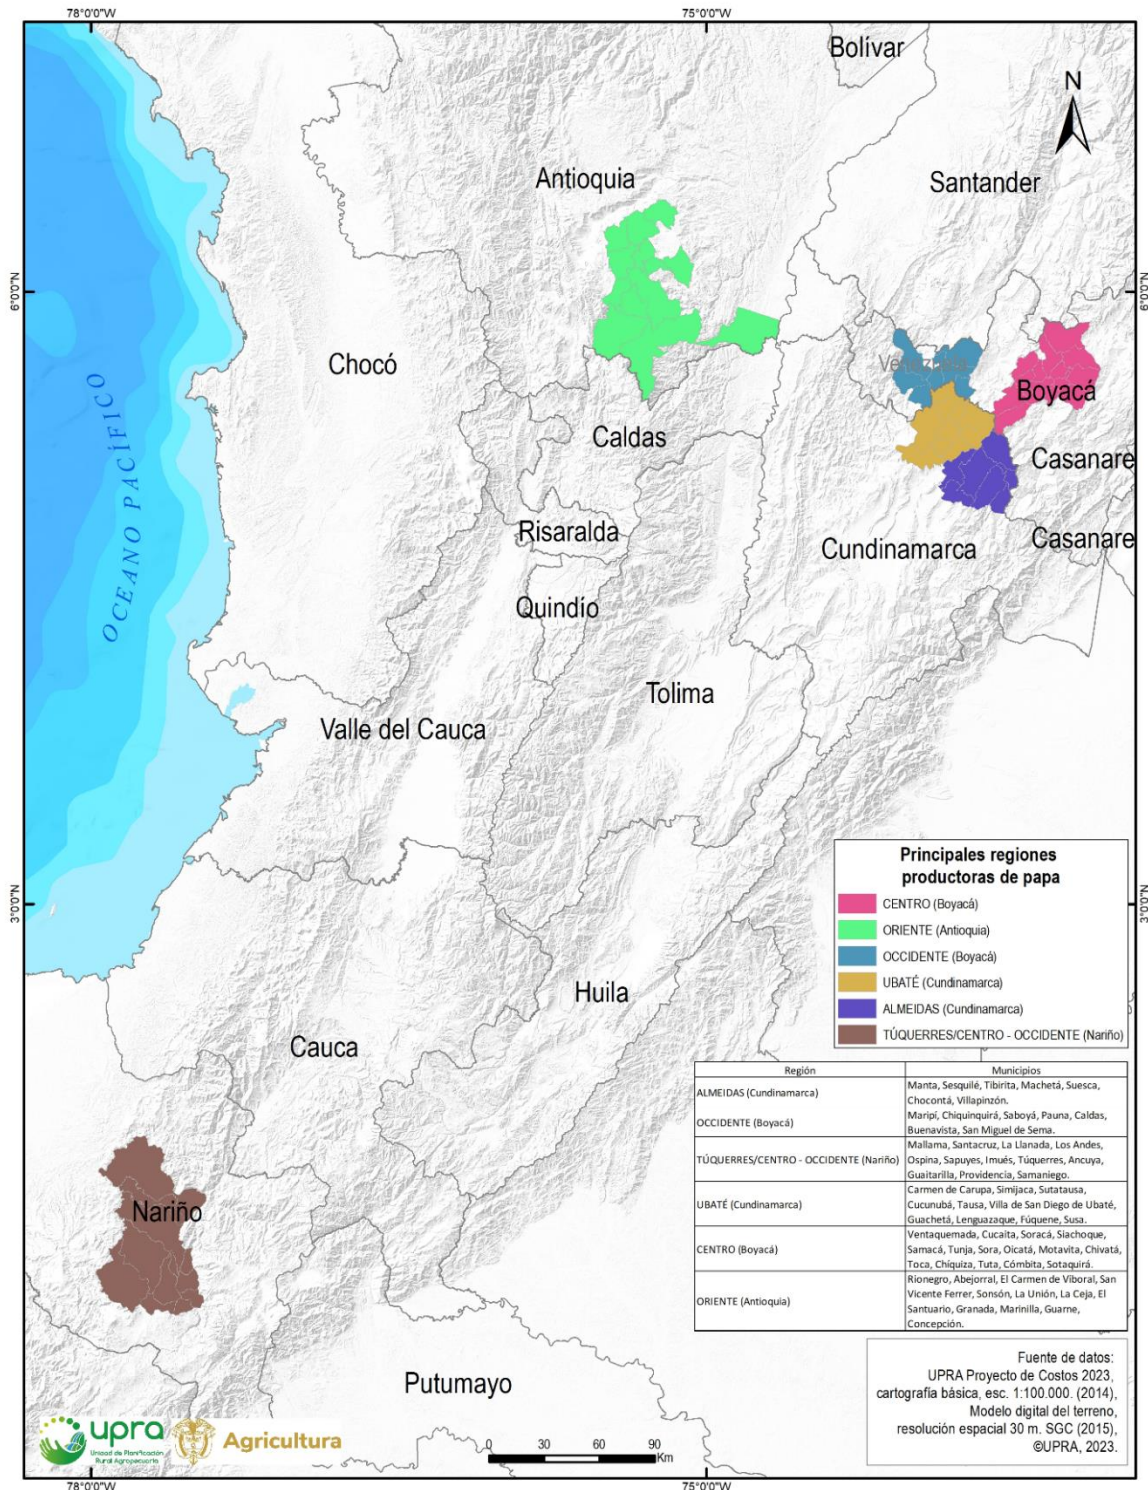 78°0'0"W
75°0'0"W
Bolívar
N
Antioquia
Santander
6°0'0"N
6°0'0"N
Chocó
Venezuela
Boyacá
OCEANO PACÍFICO
Caldas
Casanare
Risaralda
Cundinamarca
Casanare
Quindío
Tolima
Valle del Cauca
Principales regiones
productoras de papa
CENTRO (Boyacá)
3°0'0"N
3°0'0"N
ORIENTE (Antioquia)
OCCIDENTE (Boyacá)
UBATÉ (Cundinamarca)
Huila
ALMEIDAS (Cundinamarca)
TÚQUERRES/CENTRO - OCCIDENTE (Nariño)
Cauca
Región Municipios
ALMEIDAS (Cundinamarca) Manta, Sesquilé, Tibirita, Machetá, Suesca,
Chocontá, Villapinzón.
OCCIDENTE (Boyacá) Maripí, Chiquinquirá, Saboyá, Pauna, Caldas,
Buenavista, San Miguel de Sema.
TÚQUERRES/CENTRO - OCCIDENTE (Nariño) Mallama, Santacruz, La Llanada, Los Andes,
Ospina, Sapuyes, Imués, Túquerres, Ancuya,
Guaitarilla, Providencia, Samaniego.
UBATÉ (Cundinamarca) Carmen de Carupa, Simijaca, Sutatausa,
Cucunubá, Tausa, Villa de San Diego de Ubaté,
Guachetá, Lenguazaque, Fúquene, Susa.
CENTRO (Boyacá) Ventaquemada, Cucaita, Soracá, Siachoque,
Samacá, Tunja, Sora, Oicatá, Motavita, Chivatá,
Toca, Chíquiza, Tuta, Cómbita, Sotaquirá.
ORIENTE (Antioquia) Rionegro, Abejorral, El Carmen de Viboral, San
Vicente Ferrer, Sonsón, La Unión, La Ceja, El
Santuario, Granada, Marinilla, Guarne,
Concepción.
Nariño
Putumayo
Fuente de datos:
UPRA Proyecto de Costos 2023,
cartografía básica, esc. 1:100.000. (2014),
Modelo digital del terreno,
resolución espacial 30 m. SGC (2015),
©UPRA, 2023.
upra
Unidad de Planificación
Rural Agropecuaria
Agricultura
0 30 60 90
Km
78°0'0"W
75°0'0"W